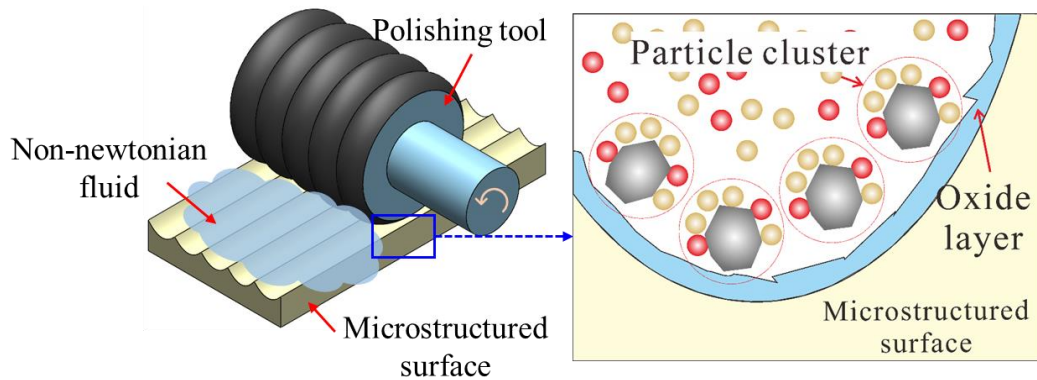 Polishing tool
Non-newtonian
fluid
Microstructured
surface
Particle cluster
Oxide
layer
Microstructured
surface